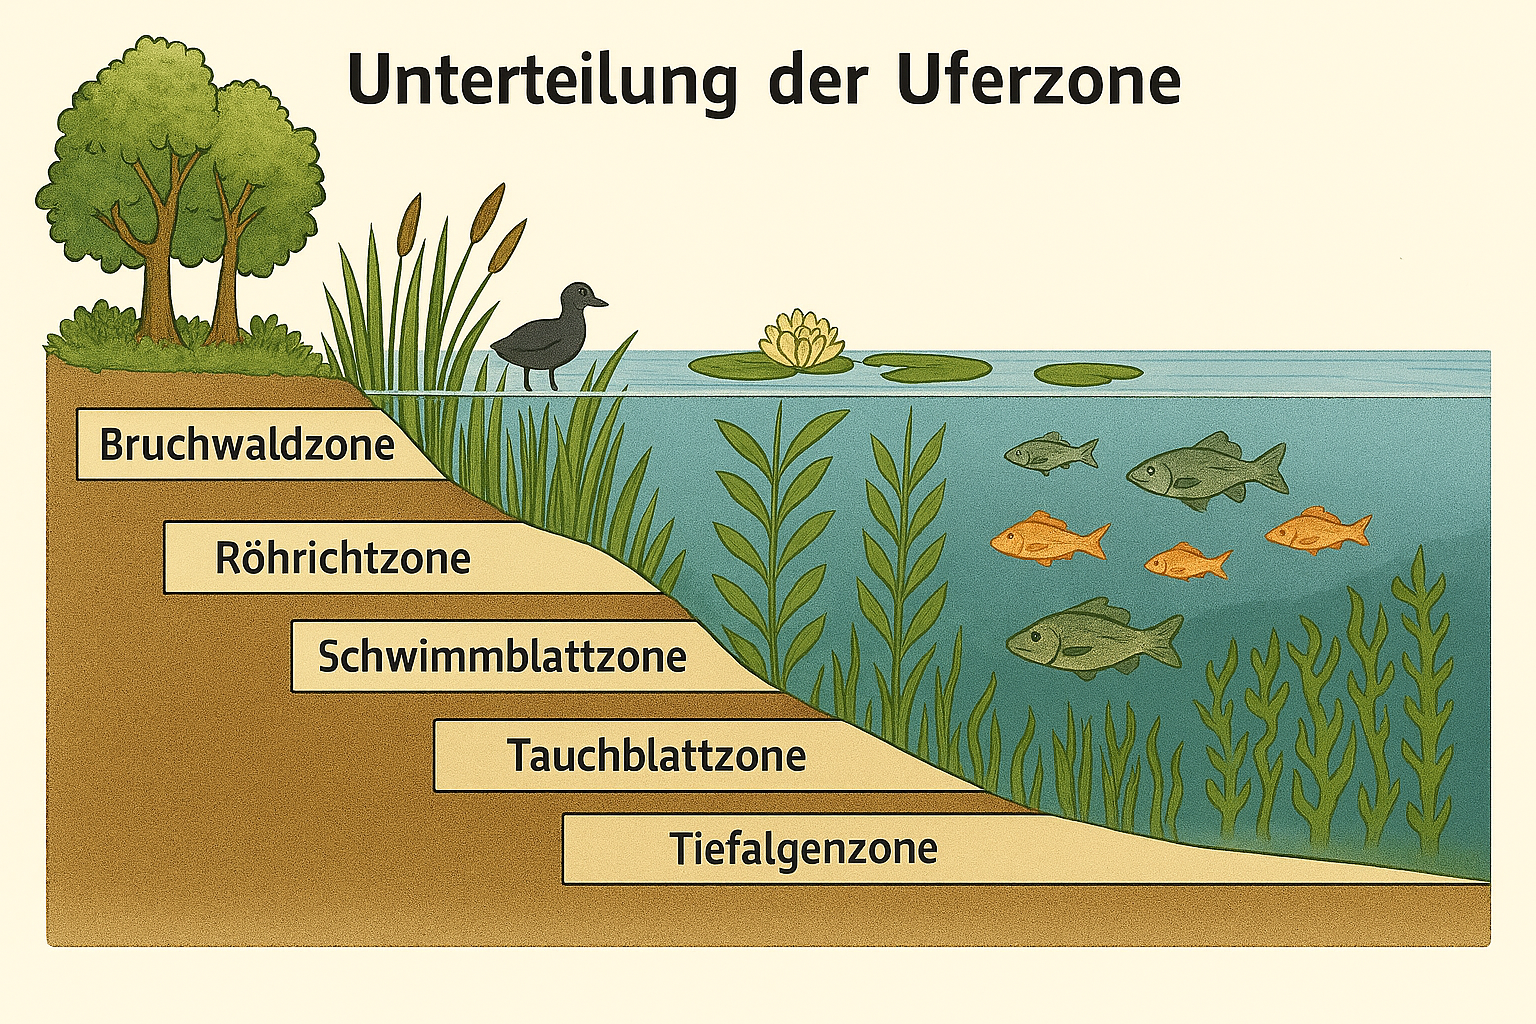 Unterteilung der Uferzone
Bruchwaldzone
Röhrichtzone
Schwimmblattzone
Tauchblattzone
Tiefalgenzone